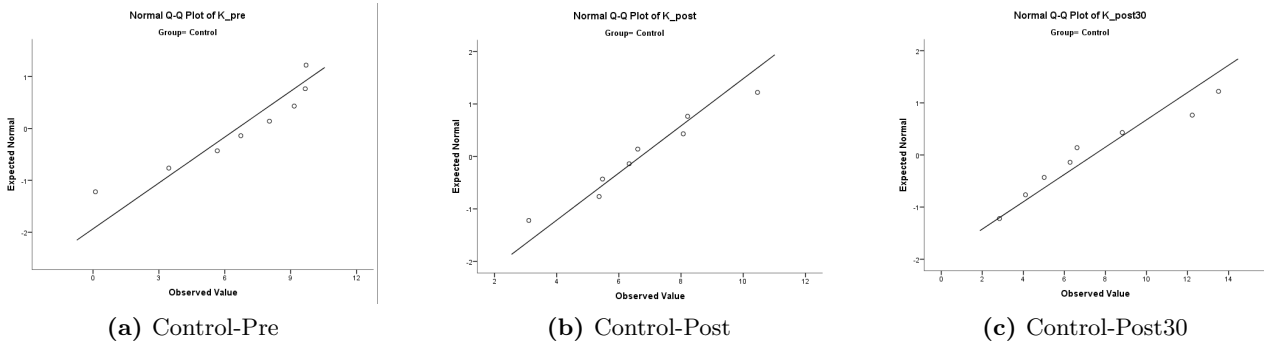 Normal Q-Q Plot of K_pre
Group= Control
Expected Normal
1
0
-1
-2
0 3 6 9 12
Observed Value
(a) Control-Pre
Normal Q-Q Plot of K_post
Group= Control
Expected Normal
2
1
0
-1
-2
2 4 6 8 10 12
Observed Value
(b) Control-Post
Normal Q-Q Plot of K_post30
Group= Control
Expected Normal
2
1
0
-1
-2
0 2 4 6 8 10 12 14
Observed Value
(c) Control-Post30